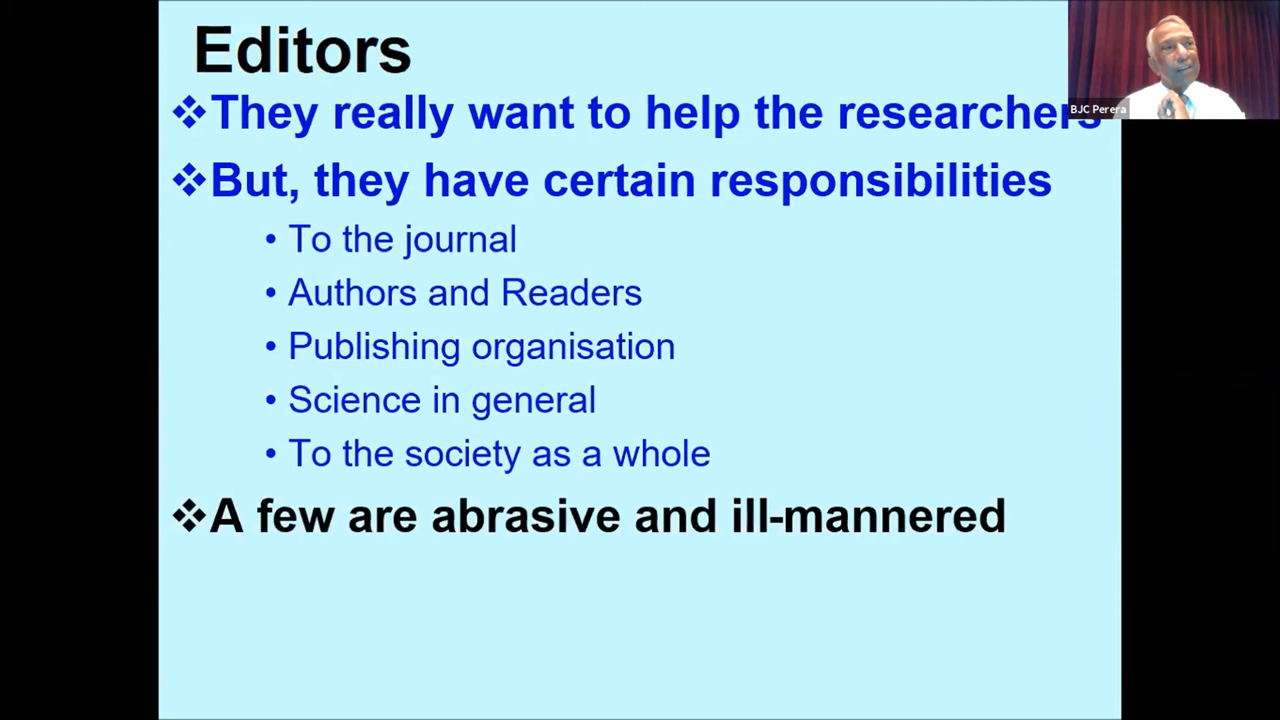 Editors
❖They really want to help the researchers
❖But, they have certain responsibilities
• To the journal
• Authors and Readers
• Publishing organisation
• Science in general
• To the society as a whole
❖A few are abrasive and ill-mannered
BJC Perera